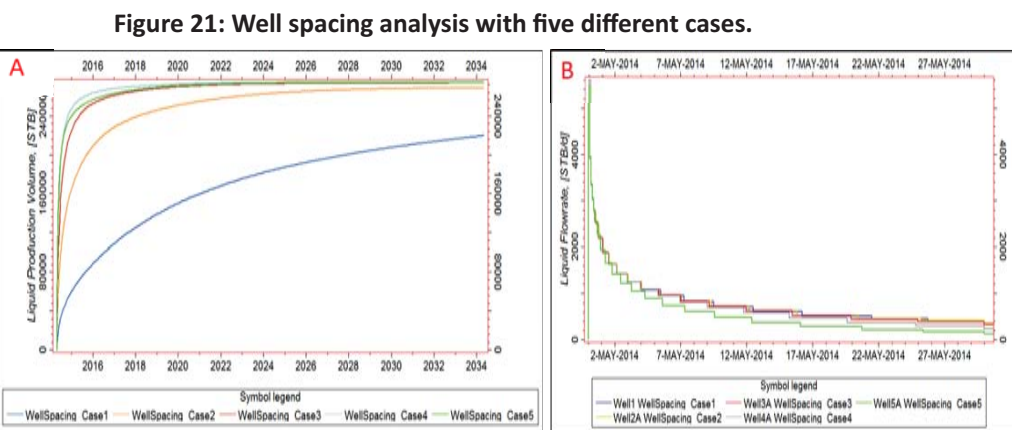 Figure 21: Well spacing analysis with five different cases.
A
2016 2018 2020 2022 2024 2026 2028 2030 2032 2034
Liquid Production Volume, [STB]
240000
160000
80000
0
240000
160000
80000
0
2016 2018 2020 2022 2024 2026 2028 2030 2032 2034
Symbol legend
WellSpacing Case1 WellSpacing Case2 WellSpacing Case3 WellSpacing Case4 WellSpacing Case5
B
2-MAY-2014 7-MAY-2014 12-MAY-2014 17-MAY-2014 22-MAY-2014 27-MAY-2014
Liquid Flowrate, [STB/d]
4000
2000
0
4000
2000
0
2-MAY-2014 7-MAY-2014 12-MAY-2014 17-MAY-2014 22-MAY-2014 27-MAY-2014
Symbol legend
Well1 WellSpacing Case1 Well3A WellSpacing Case3 Well5A WellSpacing Case5
Well2A WellSpacing Case2 Well4A WellSpacing Case4